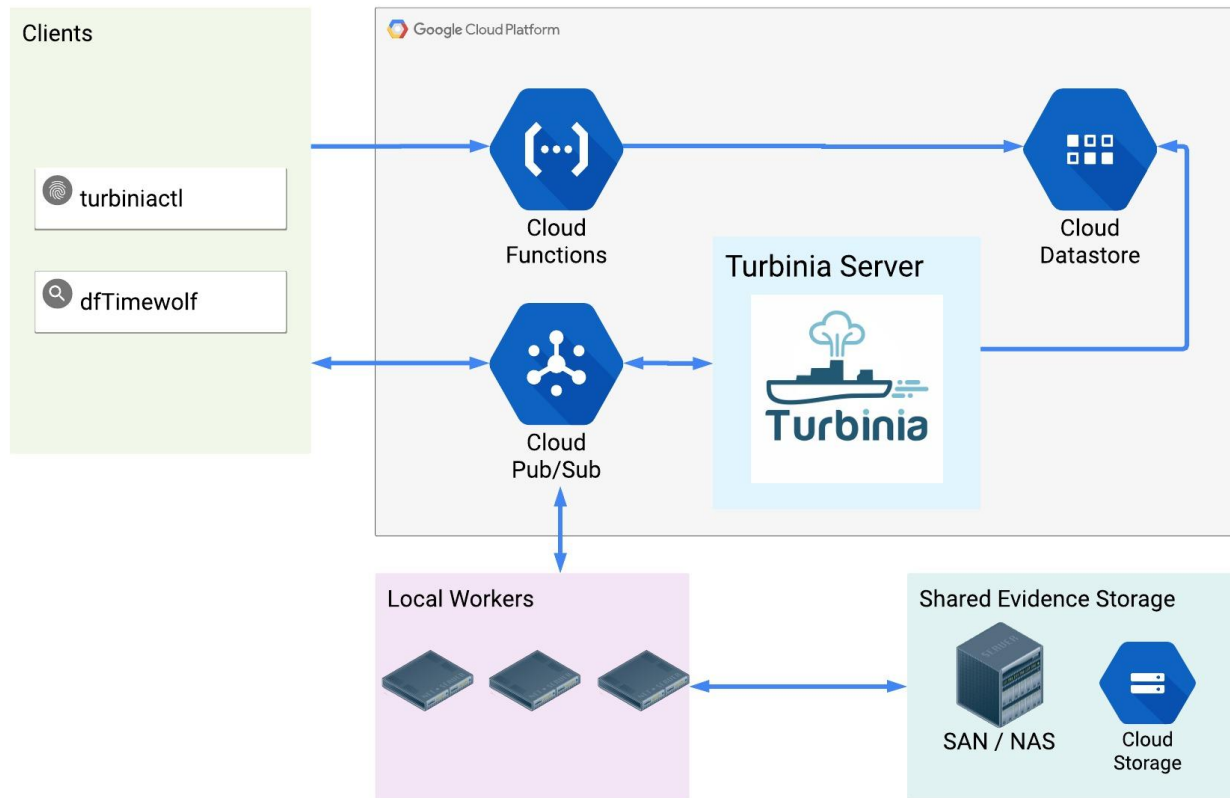 Clients
Google Cloud Platform
turbiniactl
dfTimewolf
Cloud
Functions
Cloud
Datastore
Turbinia Server
Turbinia
Cloud
Pub/Sub
Local Workers
Shared Evidence Storage
SERVER
SAN / NAS
Cloud
Storage